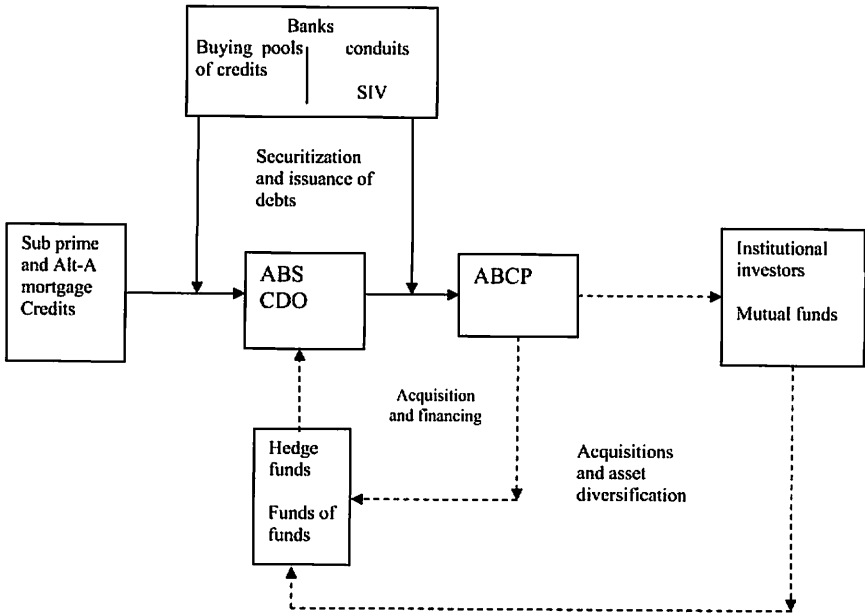 Banks
Buying pools conduits
of credits
SIV
Securitization
and issuance of
debts
Sub prime
and Alt-A
mortgage
Credits
ABS
CDO
ABCP
Institutional
investors
Mutual funds
Acquisition
and financing
Hedge
funds
Funds of
funds
Acquisitions
and asset
diversification